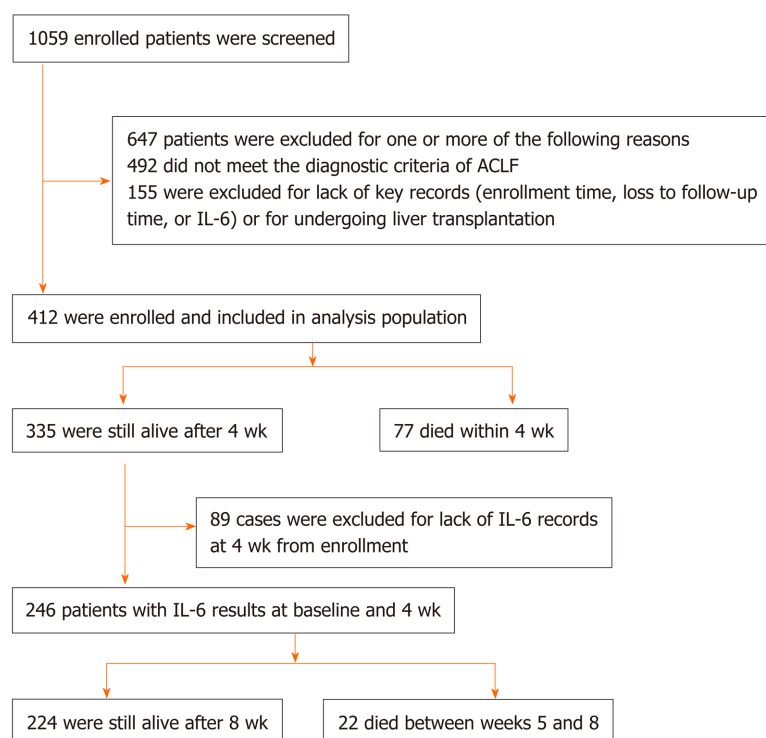 1059 enrolled patients were screened
647 patients were excluded for one or more of the following reasons
492 did not meet the diagnostic criteria of ACLF
155 were excluded for lack of key records (enrollment time, loss to follow-up
time, or IL-6) or for undergoing liver transplantation
412 were enrolled and included in analysis population
335 were still alive after 4 wk
77 died within 4 wk
89 cases were excluded for lack of IL-6 records
at 4 wk from enrollment
246 patients with IL-6 results at baseline and 4 wk
224 were still alive after 8 wk
22 died between weeks 5 and 8